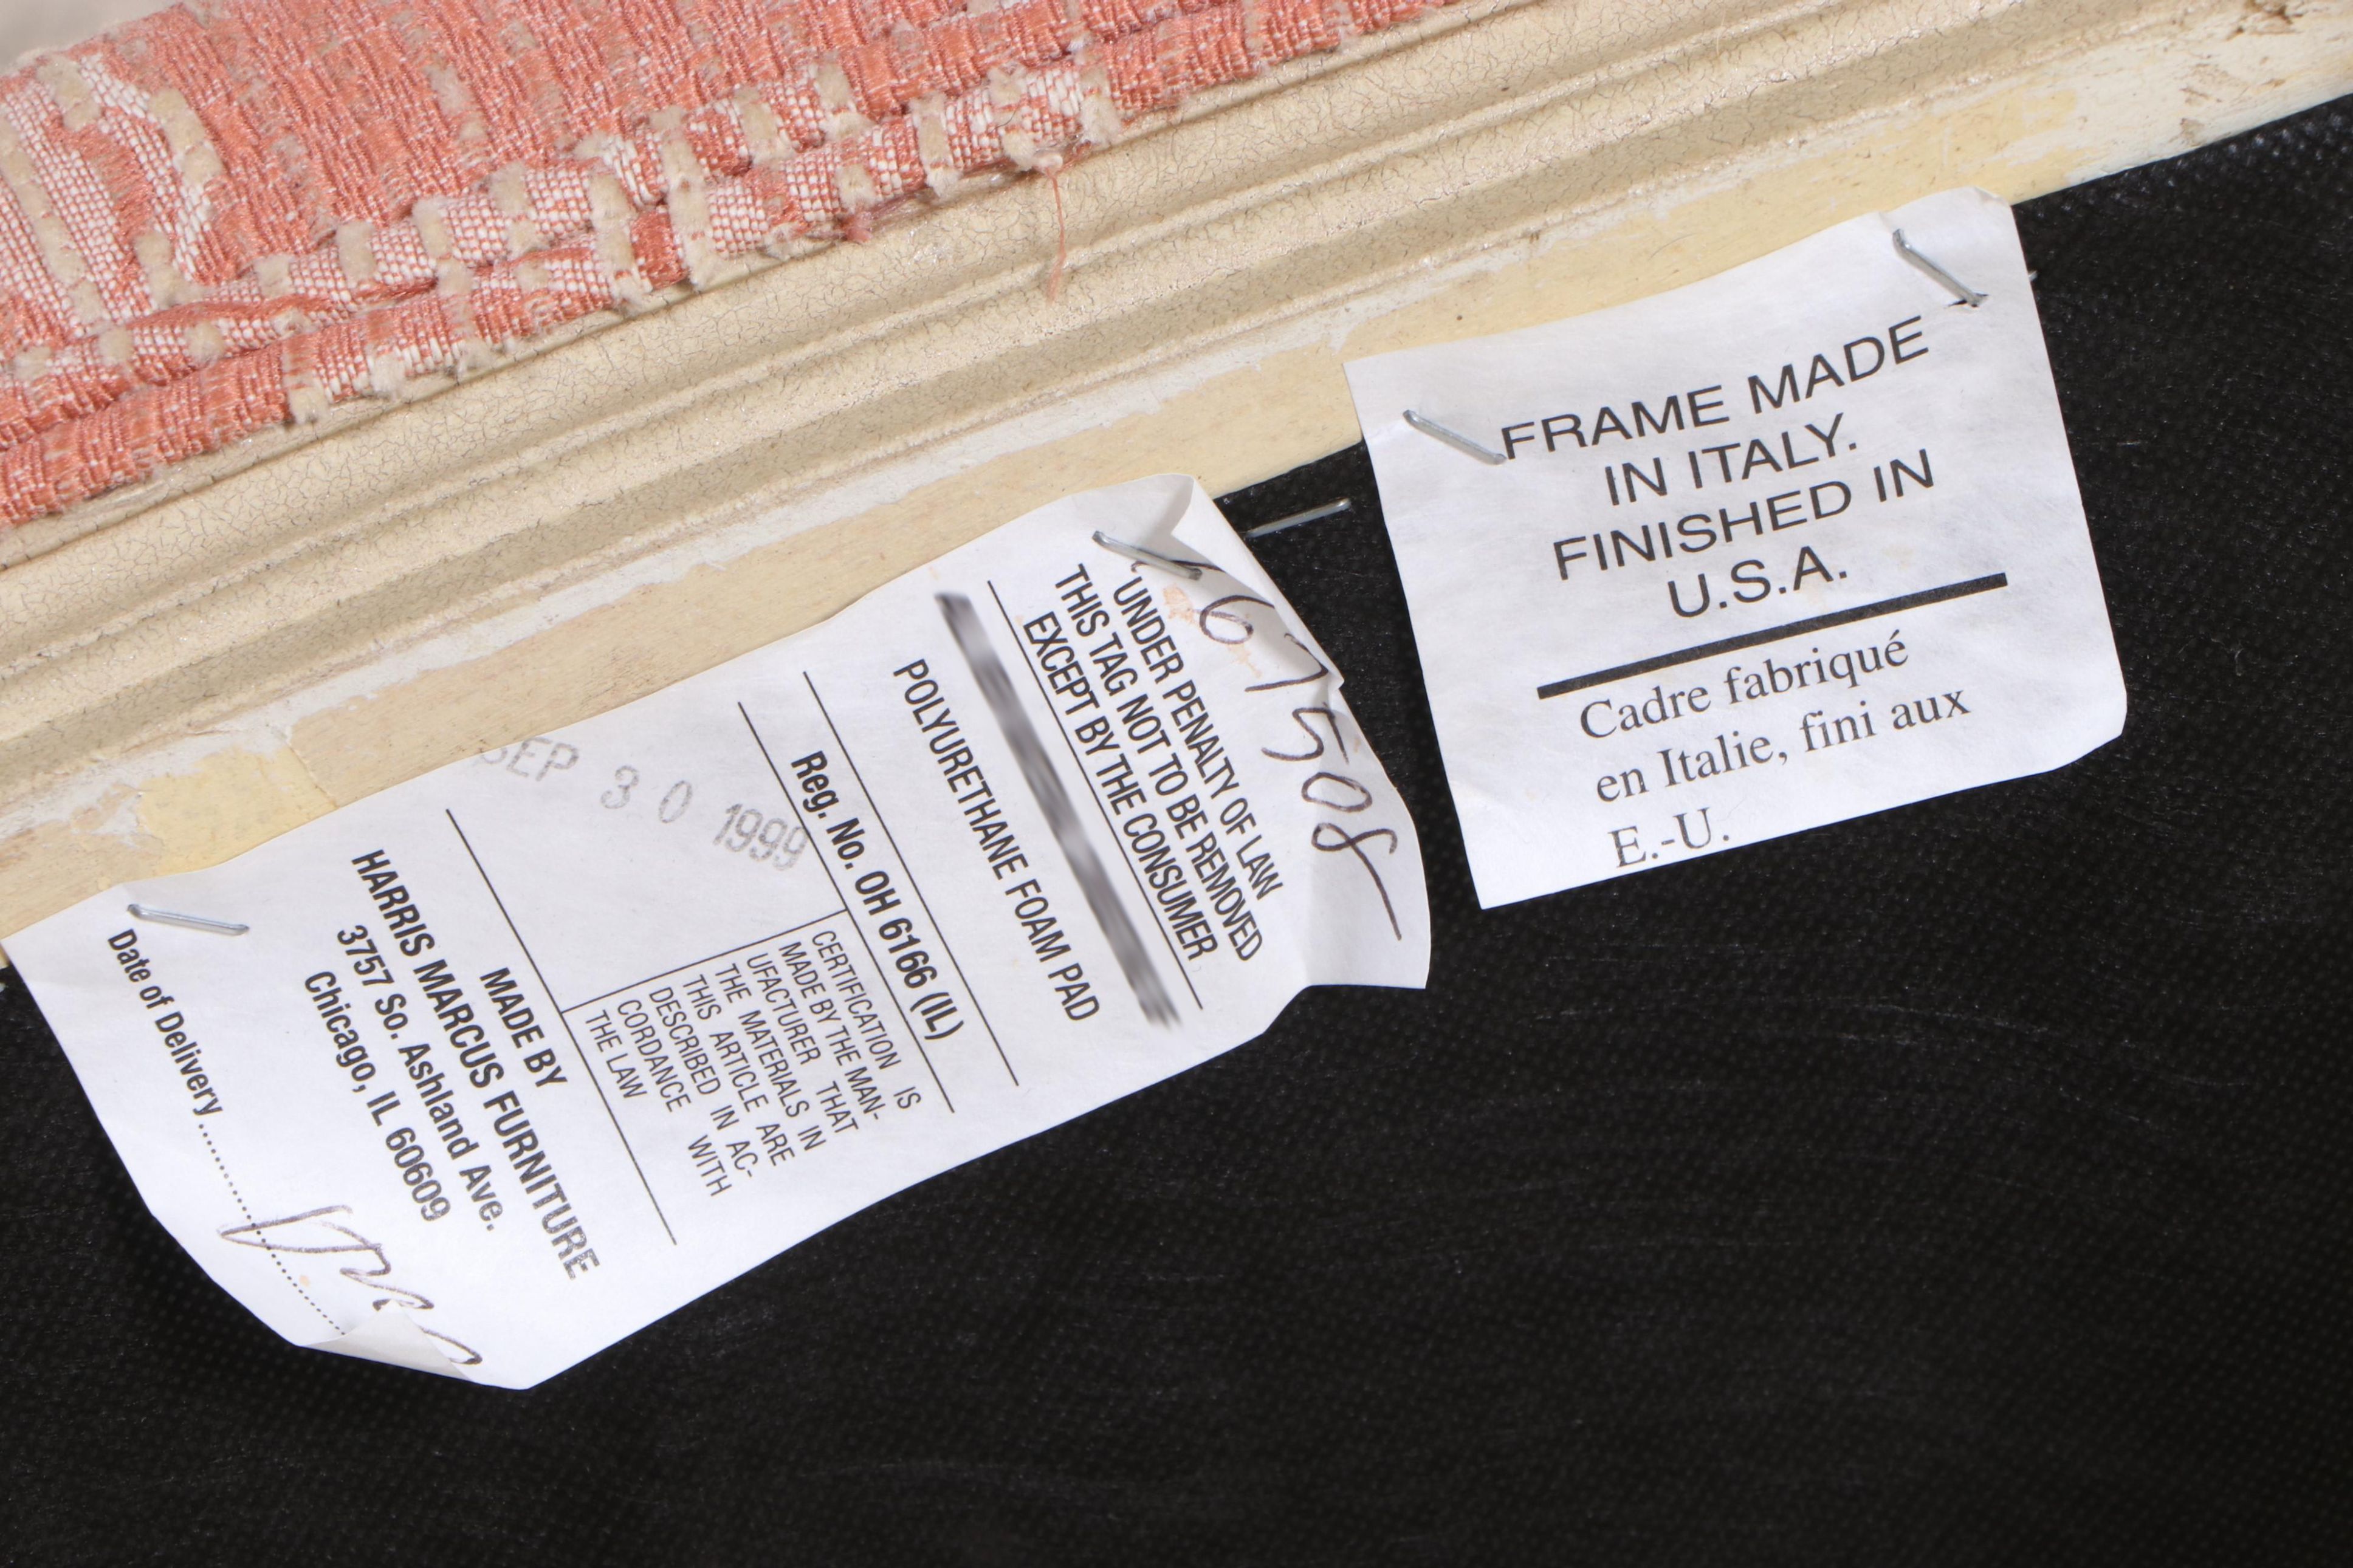 67508
UNDER PENALTY OF LAW
THIS TAG NOT TO BE REMOVED
EXCEPT BY THE CONSUMER
POLYURETHANE FOAM PAD
Reg. No. OH 6166 (IL)
CERTIFICATION IS
MADE BY THE MAN-
UFACTURER THAT
THE MATERIALS IN
THIS ARTICLE ARE
DESCRIBED IN AC-
CORDANCE WITH
THE LAW
SEP 30 1999
MADE BY
HARRIS MARCUS FURNITURE
3757 So. Ashland Ave.
Chicago, IL 60609
Date of Delivery
FRAME MADE
IN ITALY.
FINISHED IN
U.S.A.
Cadre fabriqué
en Italie, fini aux
E.-U.